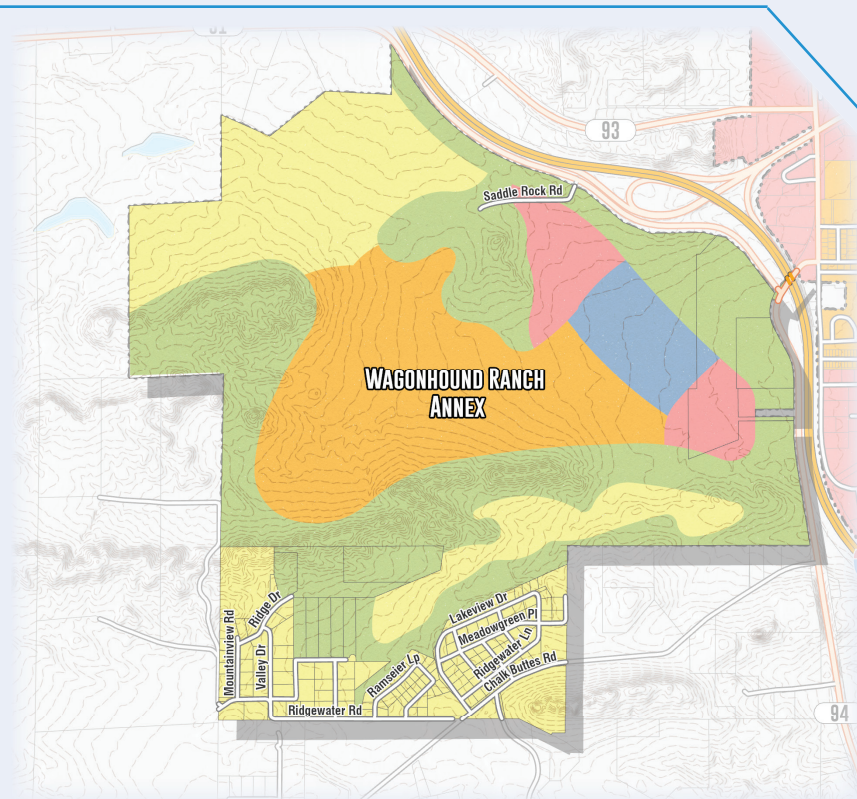 91
93
Saddle Rock Rd
WAGONHOUND RANCH
ANNEX
Lakeview Dr
Meadowgreen Pl
Ridge Dr
Mountainview Rd
Valley Dr
Ridgewater Ln
Ramseier Lp
Chalk Buttes Rd
Ridgewater Rd
94